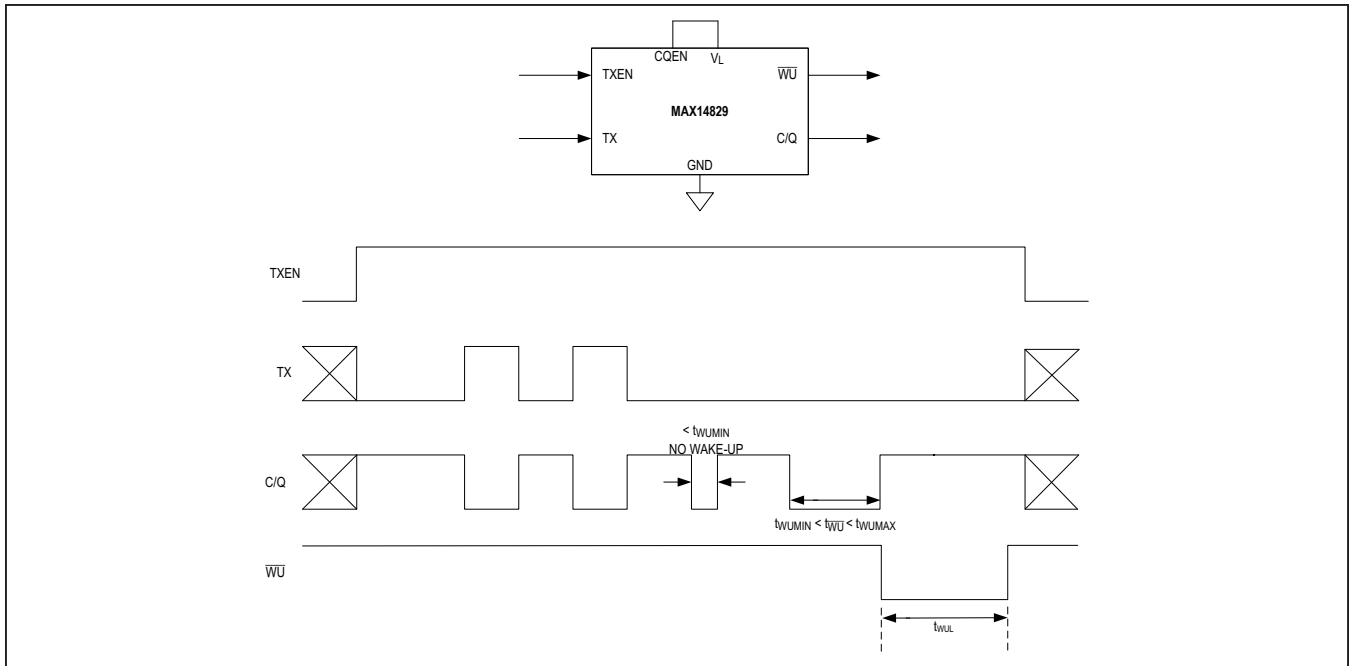 CQEN VL
TXEN WU
MAX14829
TX C/Q
GND
TXEN
TX
< tWUMIN
NO WAKE-UP
C/Q
tWUMIN < tWU < tWUMAX
WU
tWUL